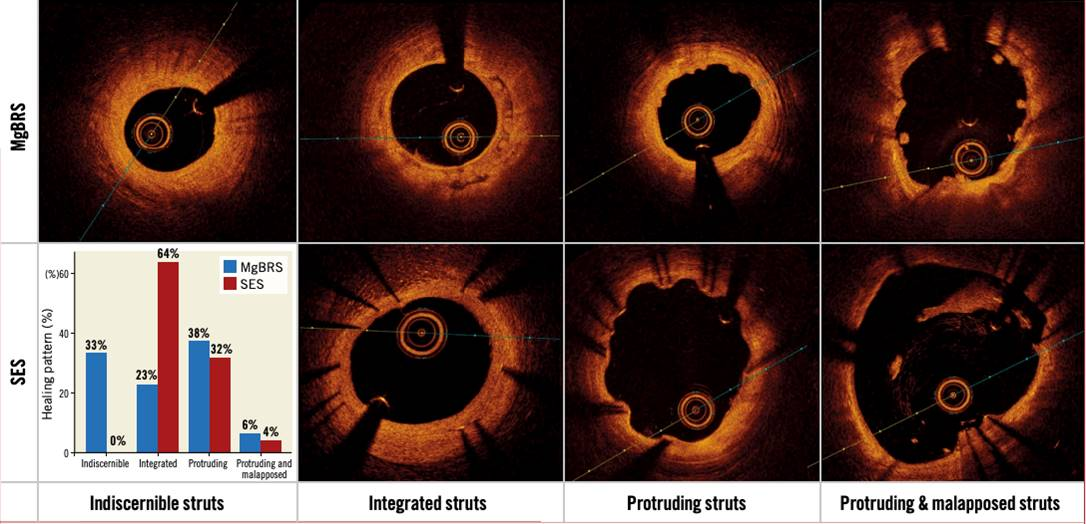 MgBRS
64%
(%)60
MgBRS
SES
Healing pattern (%)
40
38%
33%
32%
23%
20
6%
4%
0%
0
Indiscernible
Integrated
Protruding
Protruding and
malapposed
SES
Indiscernible struts
Integrated struts
Protruding struts
Protruding & malapposed struts